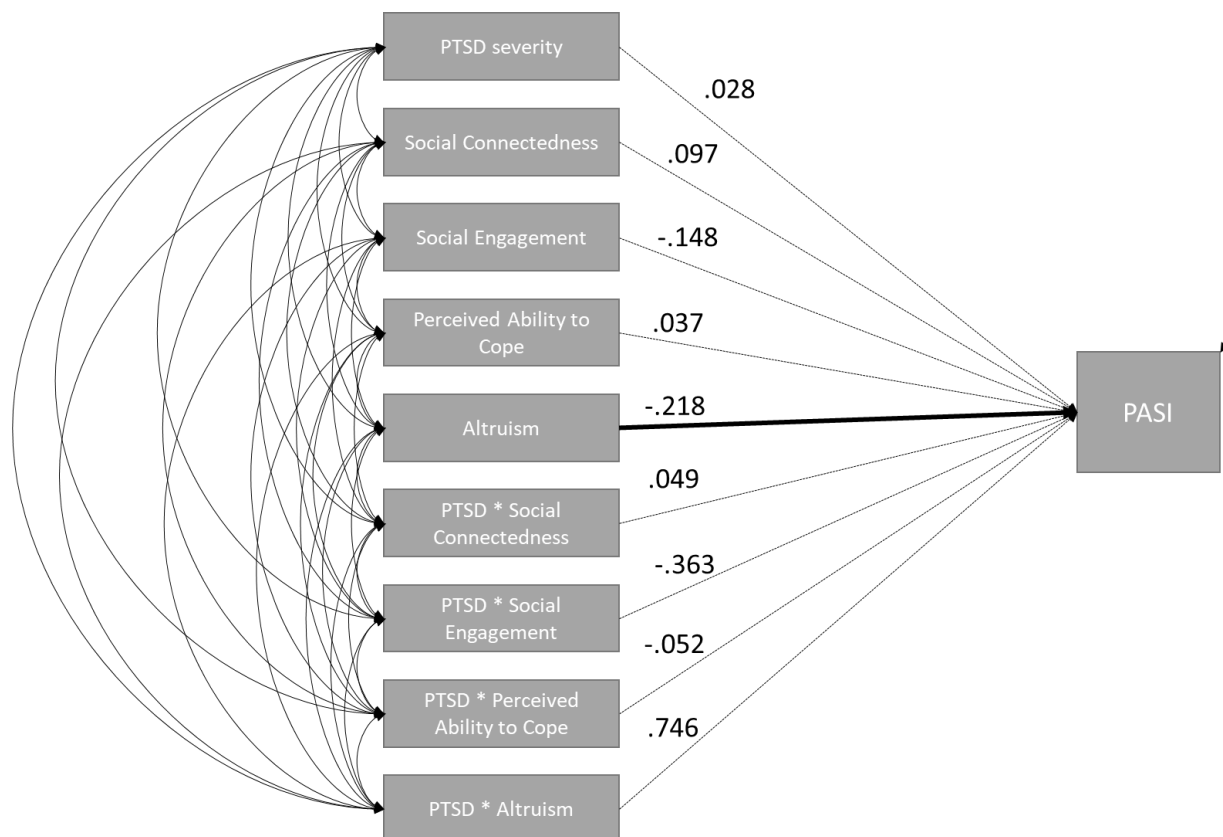 PTSD severity
.028
Social Connectedness
.097
Social Engagement
-.148
Perceived Ability to
Cope
.037
Altruism
-.218
PTSD * Social
Connectedness
.049
PTSD * Social
Engagement
-.363
PTSD * Perceived
Ability to Cope
-.052
PTSD * Altruism
.746
PASI